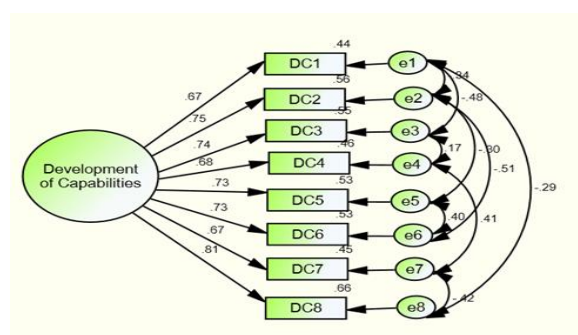 .44
DC1
e1
.56
.34
.67
DC2
e2
-.48
.55
.75
DC3
e3
.46
.74
.17
-.30
DC4
e4
.68
-.51
Development
of Capabilities
.53
-.29
.73
DC5
e5
.53
.40
.41
.73
DC6
e6
.45
.67
DC7
e7
.81
.66
-.42
DC8
e8